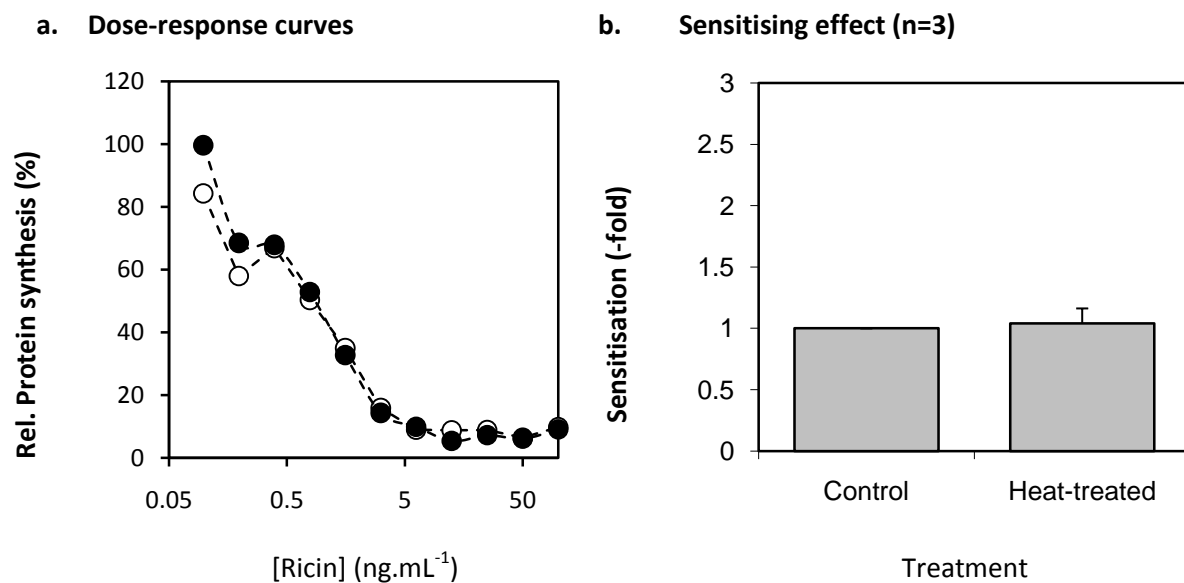 a. Dose-response curves
120
100
80
60
40
20
0
0.05 0.5 5 50
Rel. Protein synthesis (%)
[Ricin] (ng.mL⁻¹)
b. Sensitising effect (n=3)
3
2.5
2
1.5
1
0.5
0
Control Heat-treated
Sensitisation (-fold)
Treatment